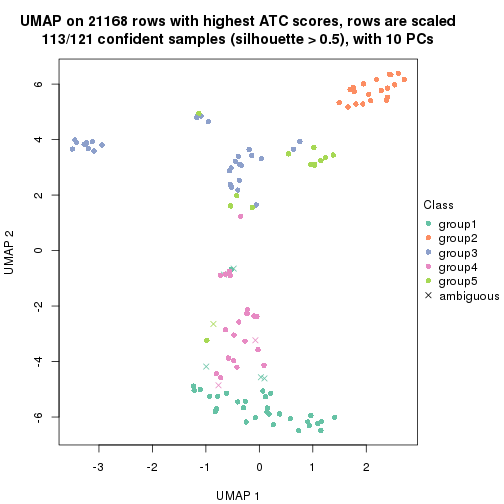 UMAP on 21168 rows with highest ATC scores, rows are scaled
113/121 confident samples (silhouette > 0.5), with 10 PCs
6
4
2
0
-2
-4
-6
UMAP 2
-3
-2
-1
0
1
2
UMAP 1
Class
group1
group2
group3
group4
group5
ambiguous